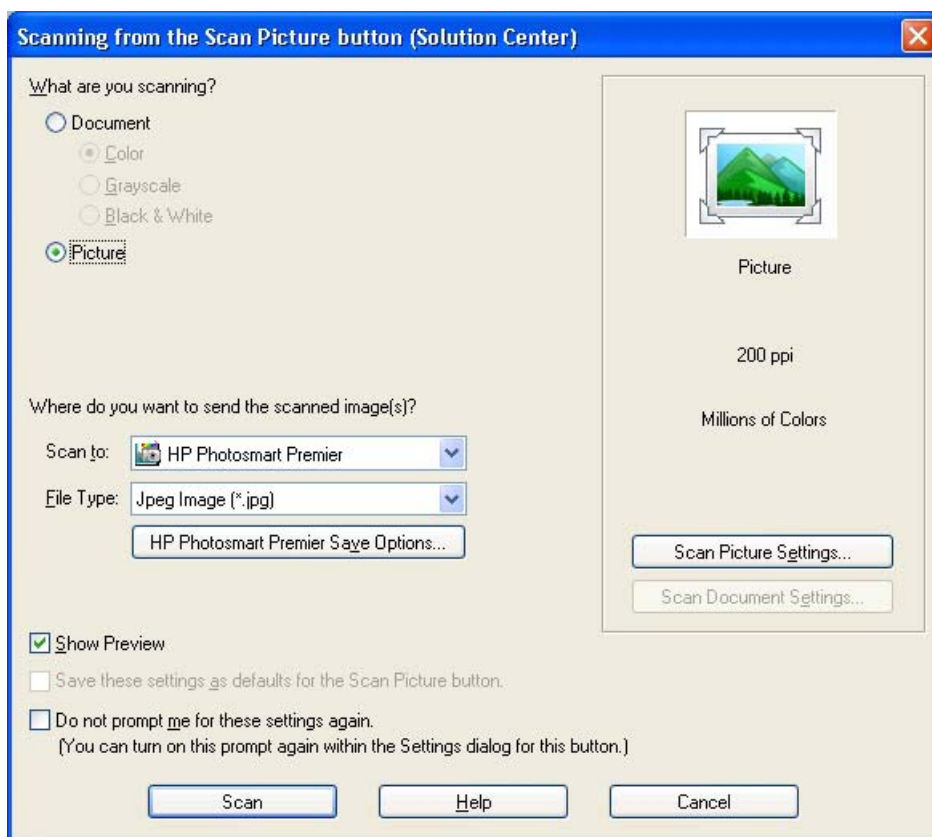 Scanning from the Scan Picture button (Solution Center)
What are you scanning?
Document
Color
Grayscale
Black & White
Picture
Picture
200 ppi
Millions of Colors
Where do you want to send the scanned image(s)?
Scan to: HP Photosmart Premier
File Type: Jpeg Image (*.jpg)
HP Photosmart Premier Save Options...
Scan Picture Settings...
Scan Document Settings...
Show Preview
Save these settings as defaults for the Scan Picture button.
Do not prompt me for these settings again.
(You can turn on this prompt again within the Settings dialog for this button.)
Scan Help Cancel